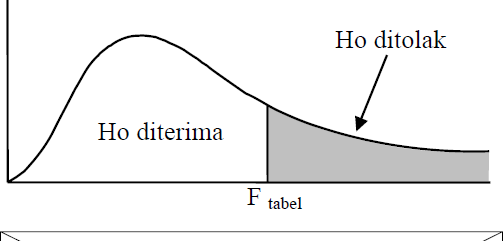 Ho ditolak
Ho diterima
F tabel